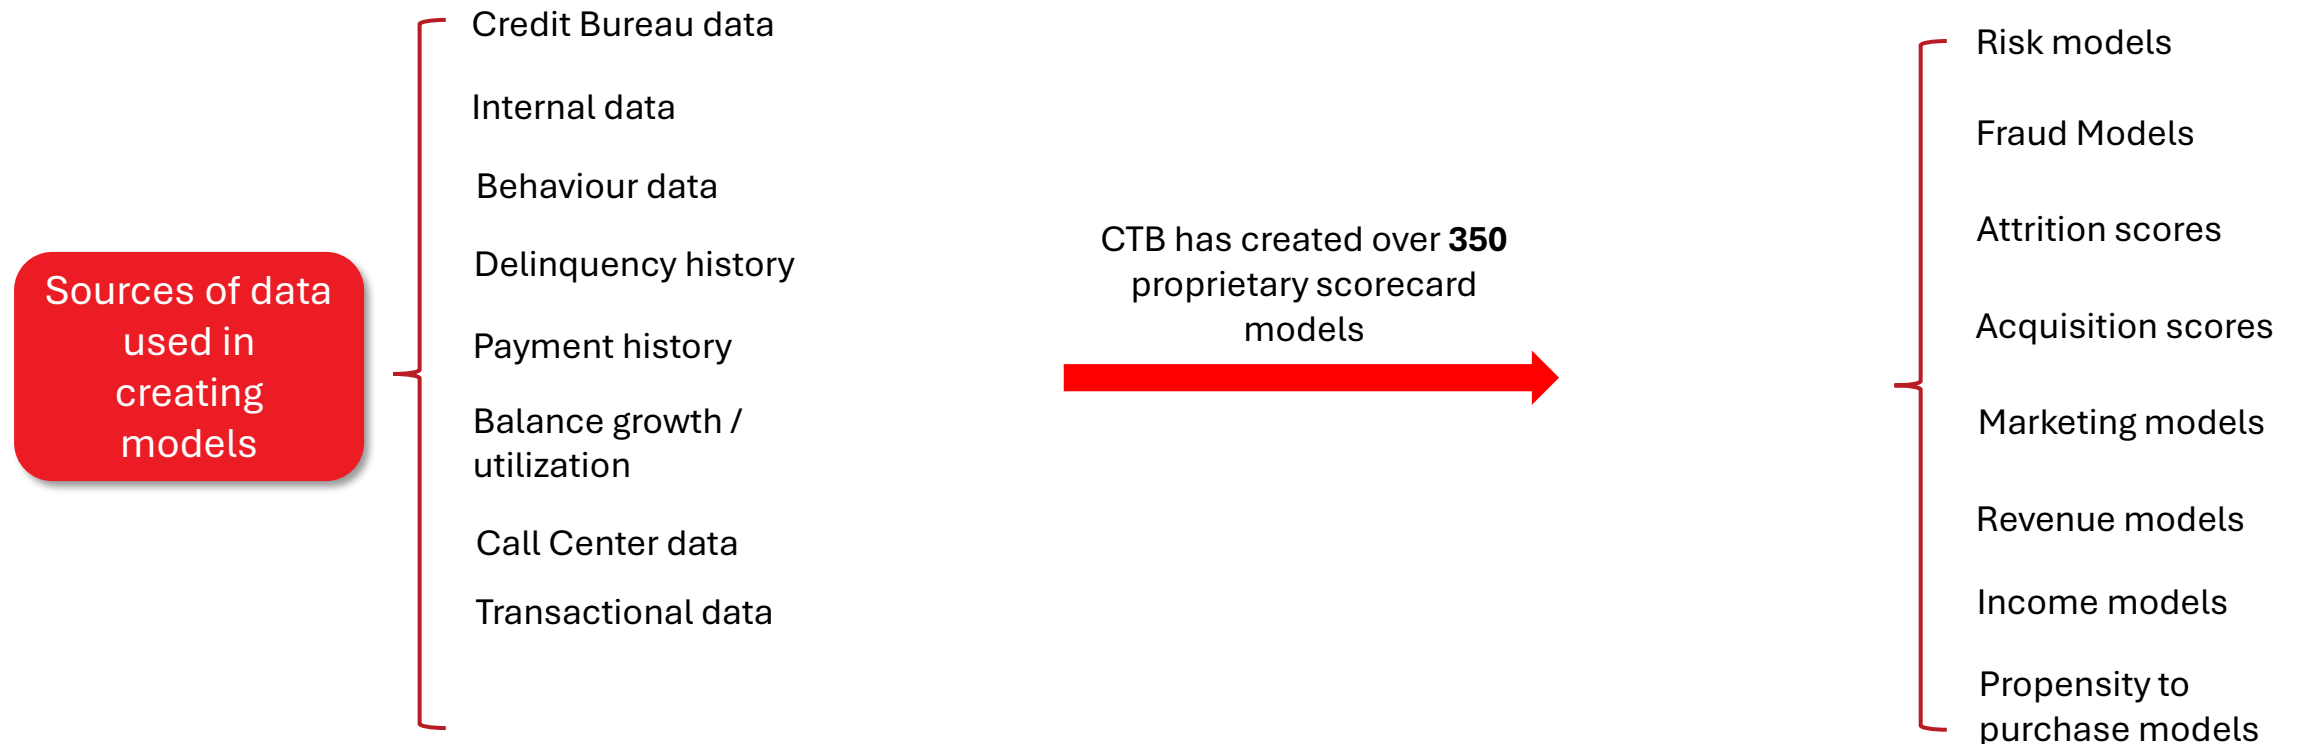 Sources of data
used in
creating
models
Credit Bureau data
Internal data
Behaviour data
Delinquency history
Payment history
Balance growth /
utilization
Call Center data
Transactional data
CTB has created over 350
proprietary scorecard
models
Risk models
Fraud Models
Attrition scores
Acquisition scores
Marketing models
Revenue models
Income models
Propensity to
purchase models